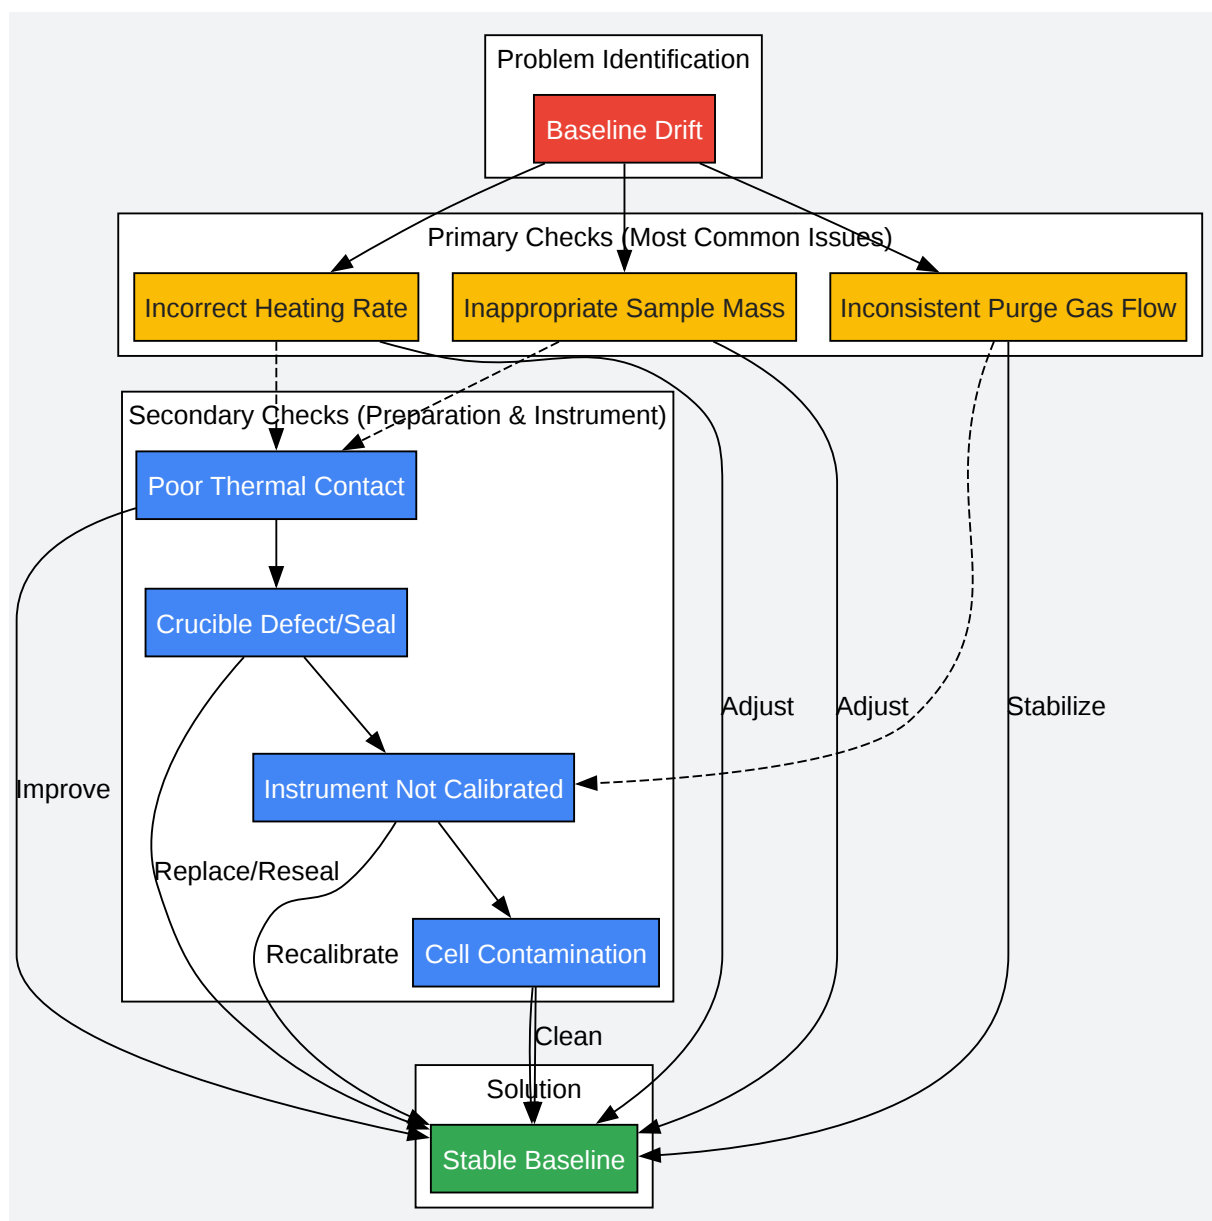 Problem Identification
Baseline Drift
Primary Checks (Most Common Issues)
Incorrect Heating Rate
Inappropriate Sample Mass
Inconsistent Purge Gas Flow
Secondary Checks (Preparation & Instrument)
Poor Thermal Contact
Crucible Defect/Seal
Adjust
Adjust
Stabilize
Improve
Instrument Not Calibrated
Replace/Reseal
Recalibrate
Cell Contamination
Clean
Solution
Stable Baseline